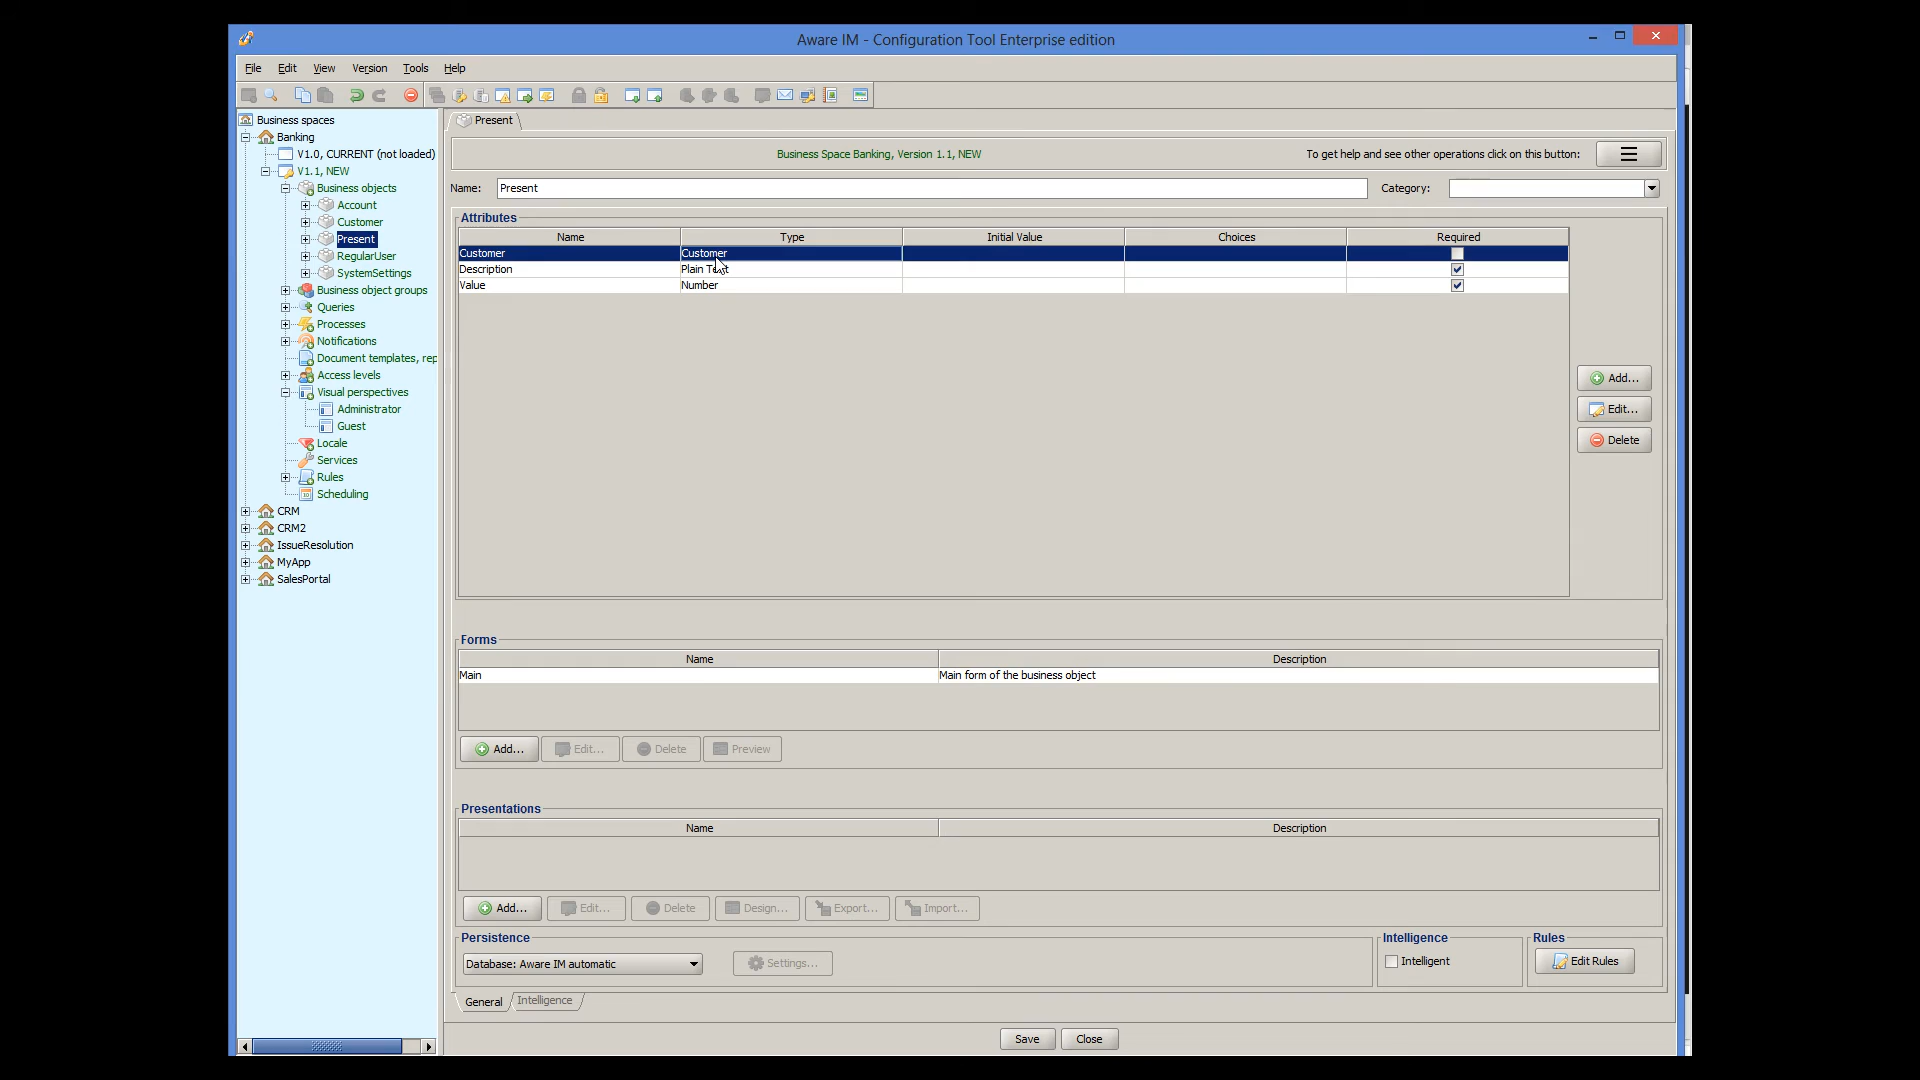 Aware IM - Configuration Tool Enterprise edition
File Edit View Version Tools Help
Business spaces
Banking
V1.0, CURRENT (not loaded)
V1.1, NEW
Business objects
Account
Customer
Present
RegularUser
SystemSettings
Business object groups
Queries
Processes
Notifications
Document templates, rep
Access levels
Visual perspectives
Administrator
Guest
Locale
Services
Rules
Scheduling
CRM
CRM2
IssueResolution
MyApp
SalesPortal
Present
Business Space Banking, Version 1.1, NEW
To get help and see other operations click on this button:
Name: Present Category:
Attributes
Name Type Initial Value Choices Required
Customer Customer
Description Plain Text
Value Number
Add...
Edit...
Delete
Forms
Name Description
Main Main form of the business object
Add... Edit... Delete Preview
Presentations
Name Description
Add... Edit... Delete Design... Export... Import...
Persistence Intelligence Rules
Database: Aware IM automatic Settings... Intelligent Edit Rules
General Intelligence
Save Close